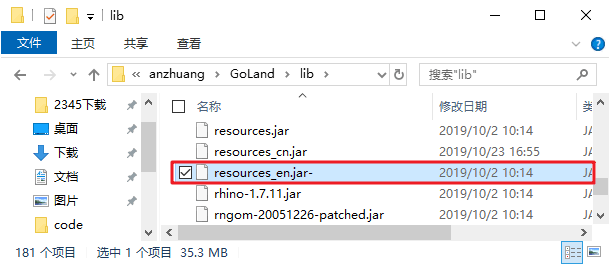 lib
文件 主页 共享 查看
« anzhuang › GoLand › lib › 搜索"lib"
名称 修改日期 类
2345下载
桌面
下载
文档
图片
code
resources.jar 2019/10/2 10:14 JA
resources_cn.jar 2019/10/23 16:55 JA
resources_en.jar- 2019/10/2 10:14 JA
rhino-1.7.11.jar 2019/10/2 10:14 JA
rngom-20051226-patched.jar 2019/10/2 10:14 JA
181 个项目 选中 1 个项目 35.3 MB